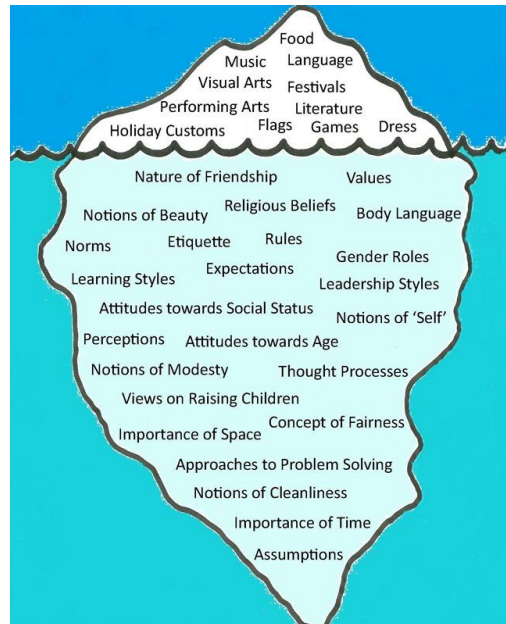 Food
Music Language
Visual Arts Festivals
Performing Arts Literature
Holiday Customs Flags Games Dress
Nature of Friendship Values
Notions of Beauty Religious Beliefs Body Language
Norms Etiquette Rules
Expectations Gender Roles
Learning Styles Leadership Styles
Attitudes towards Social Status Notions of ‘Self’
Perceptions Attitudes towards Age
Notions of Modesty Thought Processes
Views on Raising Children
Importance of Space Concept of Fairness
Approaches to Problem Solving
Notions of Cleanliness
Importance of Time
Assumptions